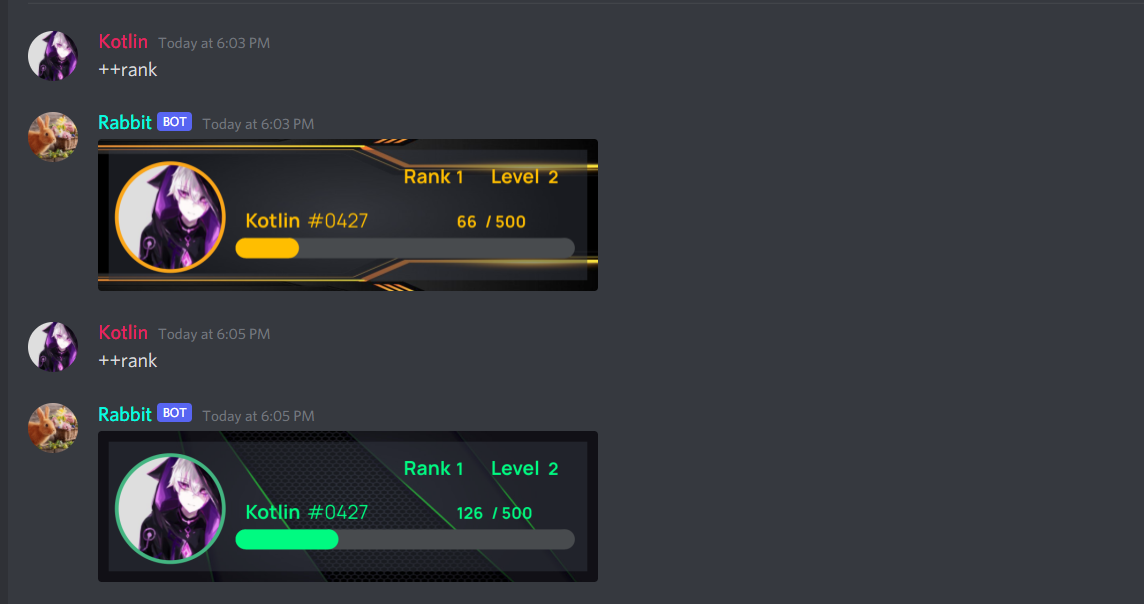 Kotlin Today at 6:03 PM
++rank
Rabbit BOT Today at 6:03 PM
Rank 1 Level 2
Kotlin #0427 66 / 500
Kotlin Today at 6:05 PM
++rank
Rabbit BOT Today at 6:05 PM
Rank 1 Level 2
Kotlin #0427 126 / 500